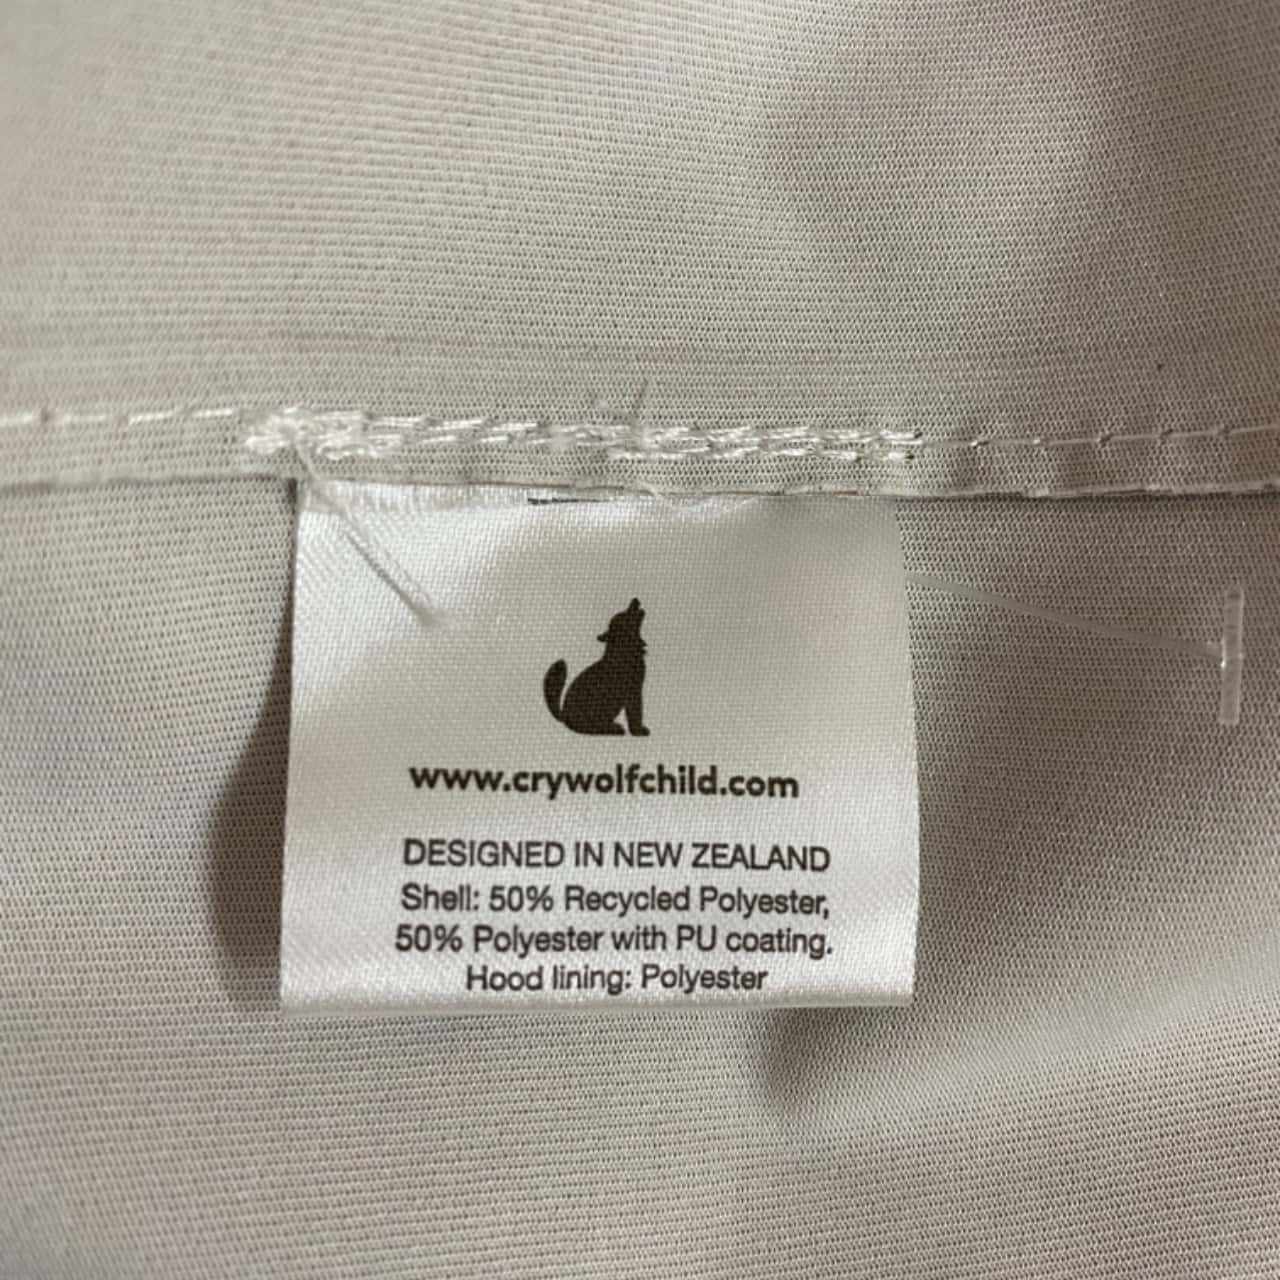 www.crywolfchild.com
DESIGNED IN NEW ZEALAND
Shell: 50% Recycled Polyester,
50% Polyester with PU coating.
Hood lining: Polyester